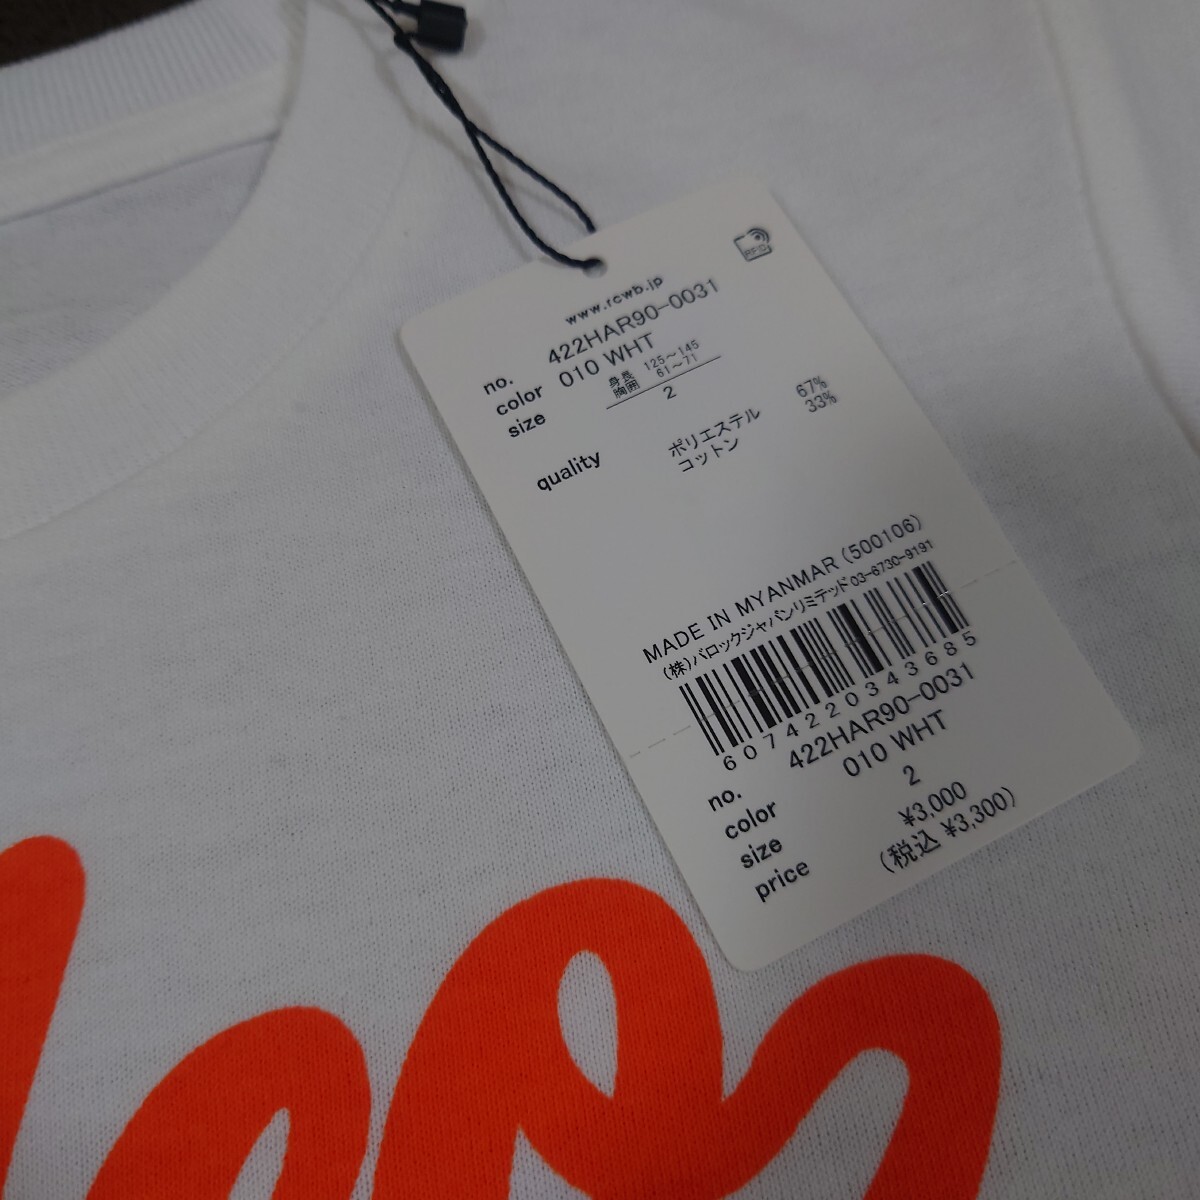 RFID
www.rcwb.jp
no. 422HAR90-0031
color 010 WHT
size 身長 125～145
胸囲 61～71
2
quality ポリエステル 67%
コットン 33%
MADE IN MYANMAR (500106)
(株)バロックジャパンリミテッド 03-6730-9191
6074220343685
no. 422HAR90-0031
color 010 WHT
size 2
price ¥3,000
(税込 ¥3,300)